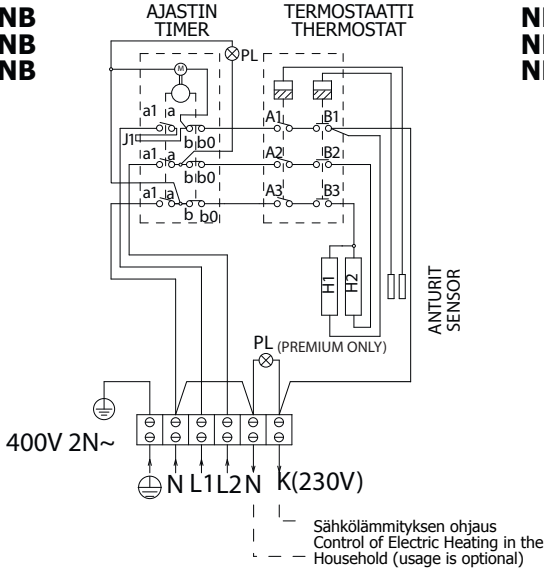 NB
NB
NB
N
N
N
AJASTIN
TIMER
TERMOSTAATTI
THERMOSTAT
PL
M
a1 a
A1
B1
J1
b b0
a1 a
A2
B2
b b0
a1 a
A3
B3
b b0
H1
H2
ANTURIT
SENSOR
PL (PREMIUM ONLY)
400V 2N~
N L1 L2 N K(230V)
Sähkölämmityksen ohjaus
Control of Electric Heating in the
Household (usage is optional)